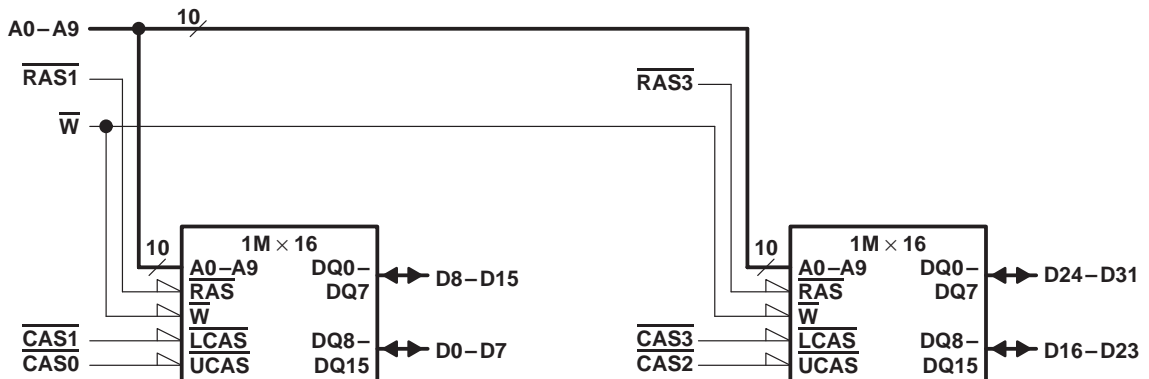 A0–A9
10
RAS1
RAS3
W
1M × 16
10
A0–A9
RAS
W
LCAS
UCAS
DQ0–
DQ7
DQ8–
DQ15
D8–D15
D0–D7
CAS1
CAS0
1M × 16
10
A0–A9
RAS
W
LCAS
UCAS
DQ0–
DQ7
DQ8–
DQ15
D24–D31
D16–D23
CAS3
CAS2